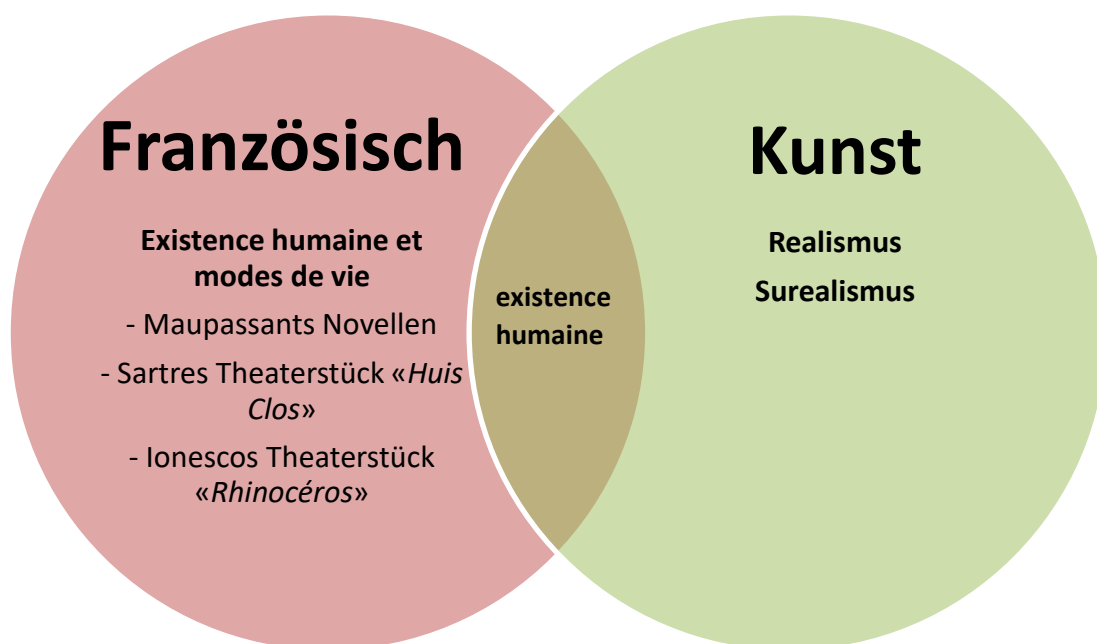 Französisch
Existence humaine et
modes de vie
- Maupassants Novellen
- Sartres Theaterstück «Huis
Clos»
- Ionescos Theaterstück
«Rhinocéros»
existence
humaine
Kunst
Realismus
Surealismus